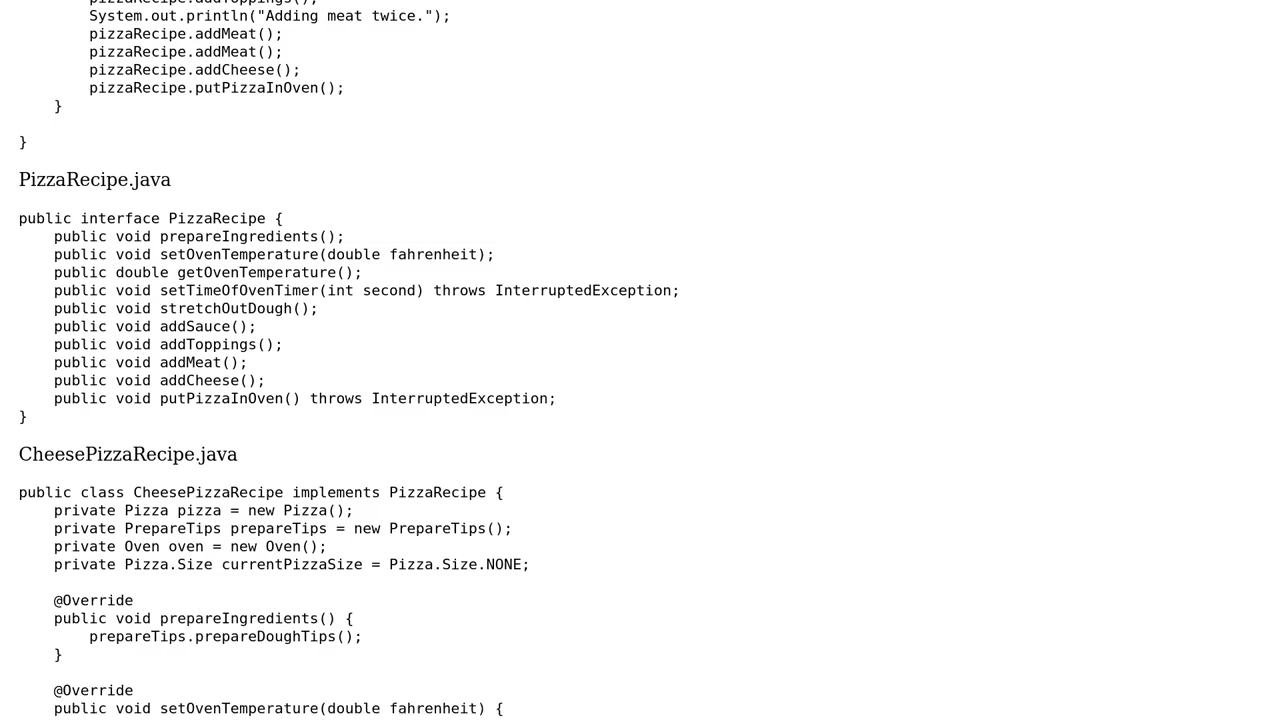 pizzaRecipe.addToppings();
System.out.println("Adding meat twice.");
pizzaRecipe.addMeat();
pizzaRecipe.addMeat();
pizzaRecipe.addCheese();
pizzaRecipe.putPizzaInOven();
}
}
PizzaRecipe.java
public interface PizzaRecipe {
public void prepareIngredients();
public void setOvenTemperature(double fahrenheit);
public double getOvenTemperature();
public void setTimeOfOvenTimer(int second) throws InterruptedException;
public void stretchOutDough();
public void addSauce();
public void addToppings();
public void addMeat();
public void addCheese();
public void putPizzaInOven() throws InterruptedException;
}
CheesePizzaRecipe.java
public class CheesePizzaRecipe implements PizzaRecipe {
private Pizza pizza = new Pizza();
private PrepareTips prepareTips = new PrepareTips();
private Oven oven = new Oven();
private Pizza.Size currentPizzaSize = Pizza.Size.NONE;
@Override
public void prepareIngredients() {
prepareTips.prepareDoughTips();
}
@Override
public void setOvenTemperature(double fahrenheit) {